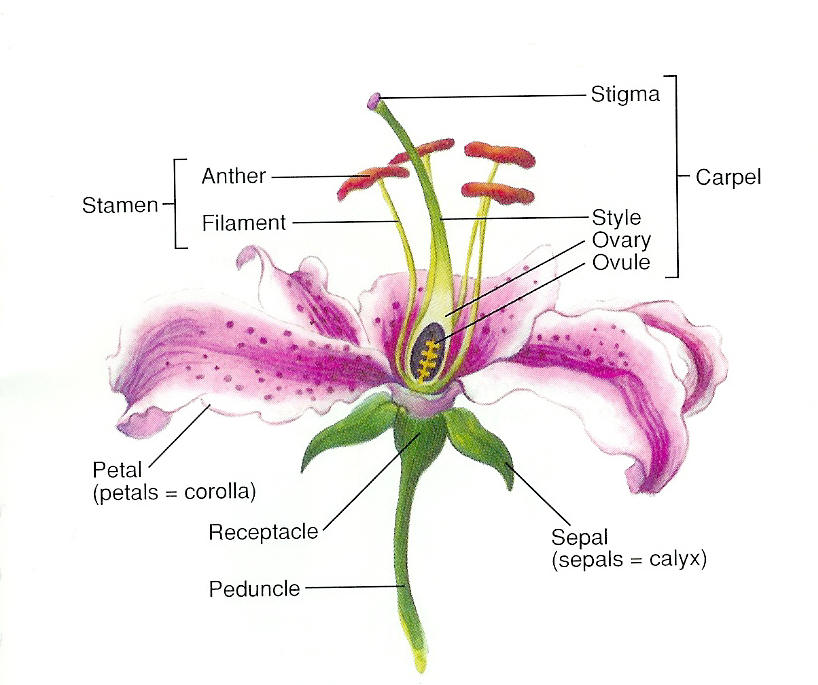 Stigma
Anther
Carpel
Stamen
Filament
Style
Ovary
Ovule
Petal
(petals = corolla)
Receptacle
Sepal
(sepals = calyx)
Peduncle